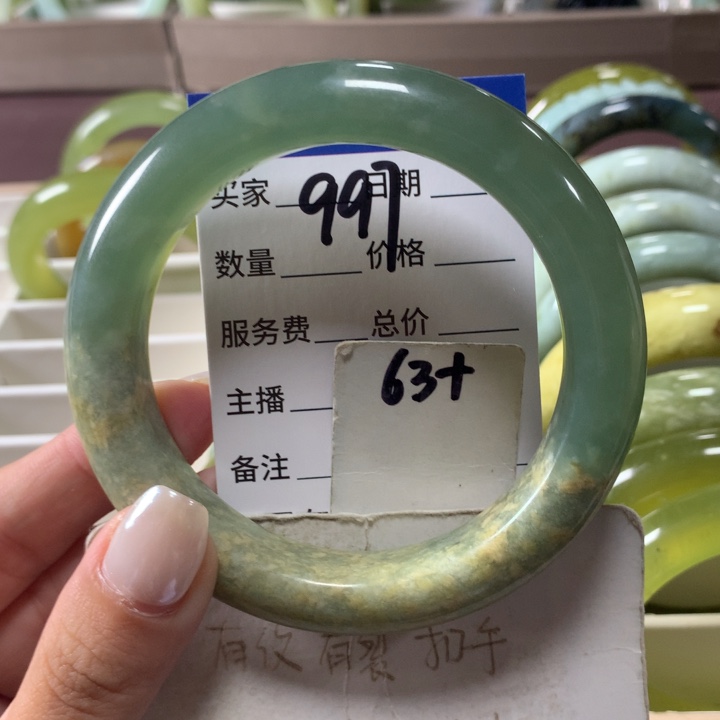 买家 日期
997
数量 价格
服务费 总价
63+
主播
备注
有纹 有裂 扣手